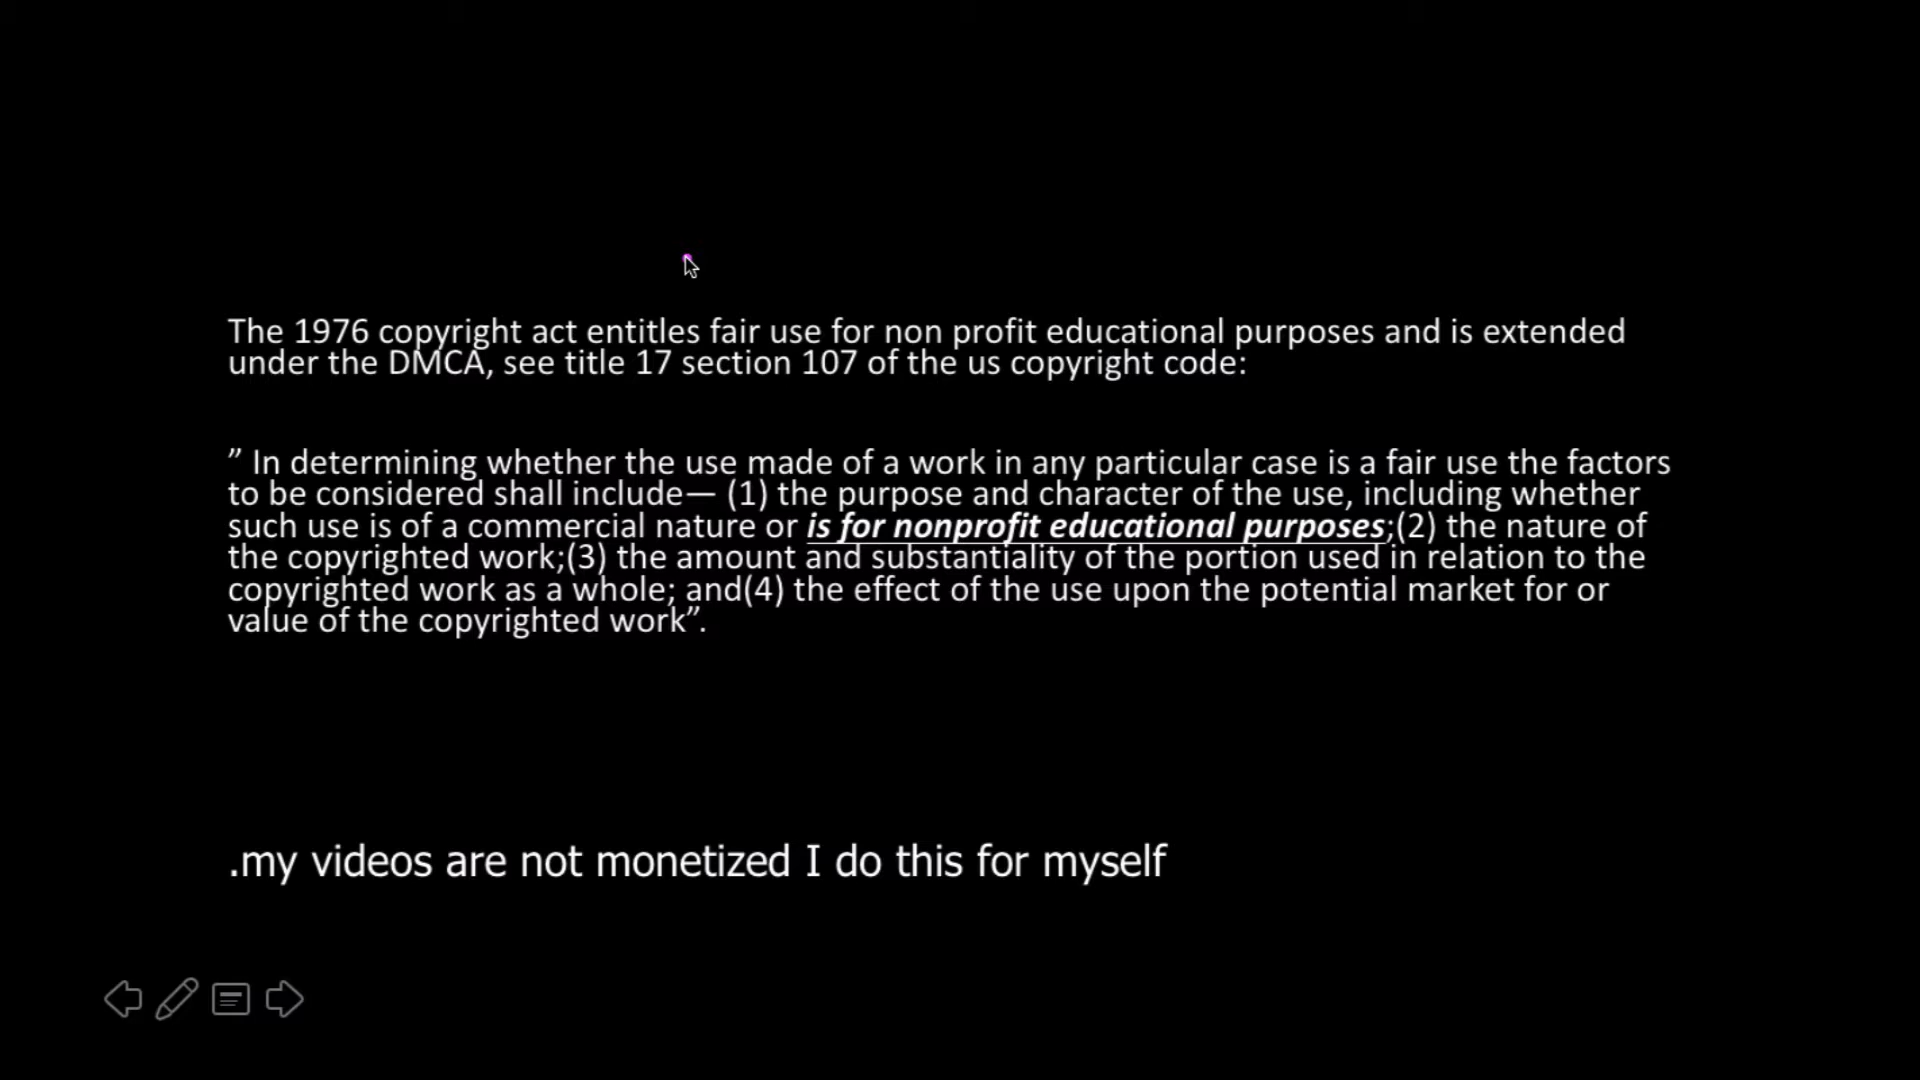 The 1976 copyright act entitles fair use for non profit educational purposes and is extended
under the DMCA, see title 17 section 107 of the us copyright code:
” In determining whether the use made of a work in any particular case is a fair use the factors
to be considered shall include— (1) the purpose and character of the use, including whether
such use is of a commercial nature or is for nonprofit educational purposes;(2) the nature of
the copyrighted work;(3) the amount and substantiality of the portion used in relation to the
copyrighted work as a whole; and(4) the effect of the use upon the potential market for or
value of the copyrighted work”.
.my videos are not monetized I do this for myself